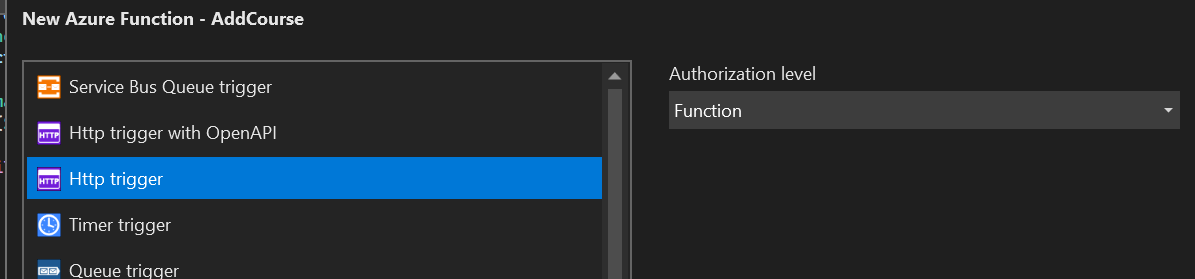 New Azure Function - AddCourse
Service Bus Queue trigger
HTTP Http trigger with OpenAPI
HTTP Http trigger
Timer trigger
Queue trigger
Authorization level
Function